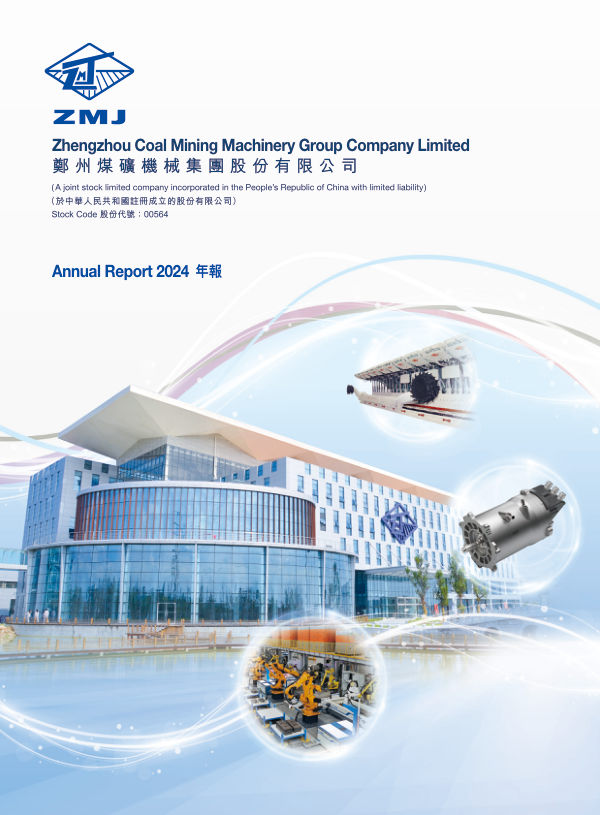 ZMJ
Zhengzhou Coal Mining Machinery Group Company Limited
鄭州煤礦機械集團股份有限公司
(A joint stock limited company incorporated in the People's Republic of China with limited liability)
(於中華人民共和國註冊成立的股份有限公司)
Stock Code 股份代號：00564
Annual Report 2024 年報